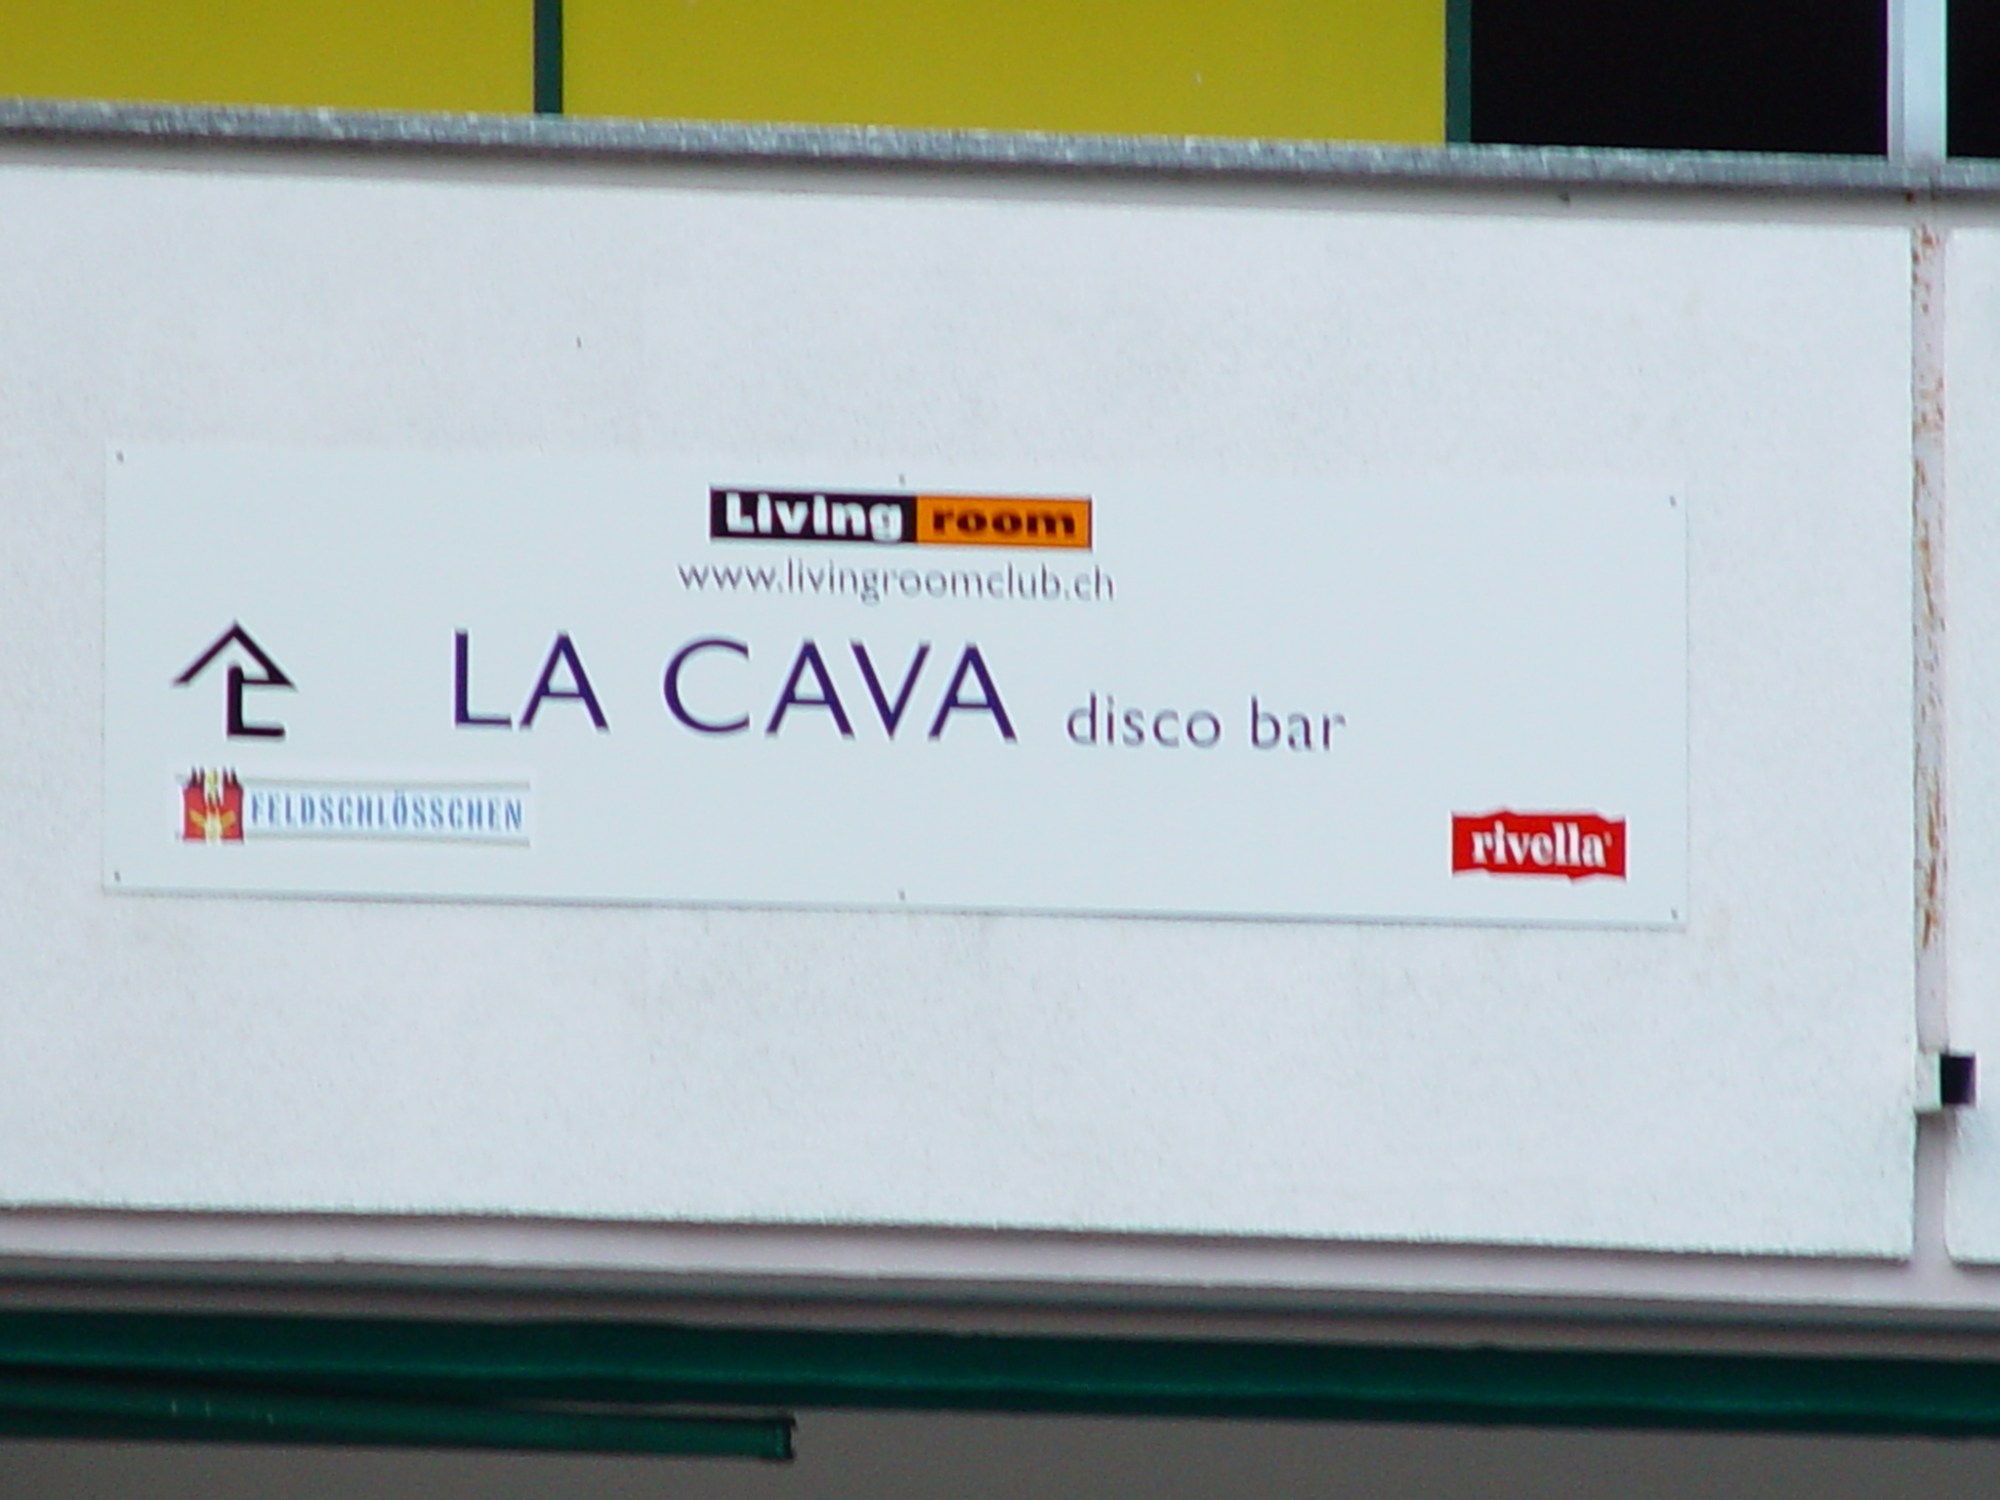 Living room
www.livingroomclub.ch
LA CAVA disco bar
FELDSCHLÖSSCHEN
rivella